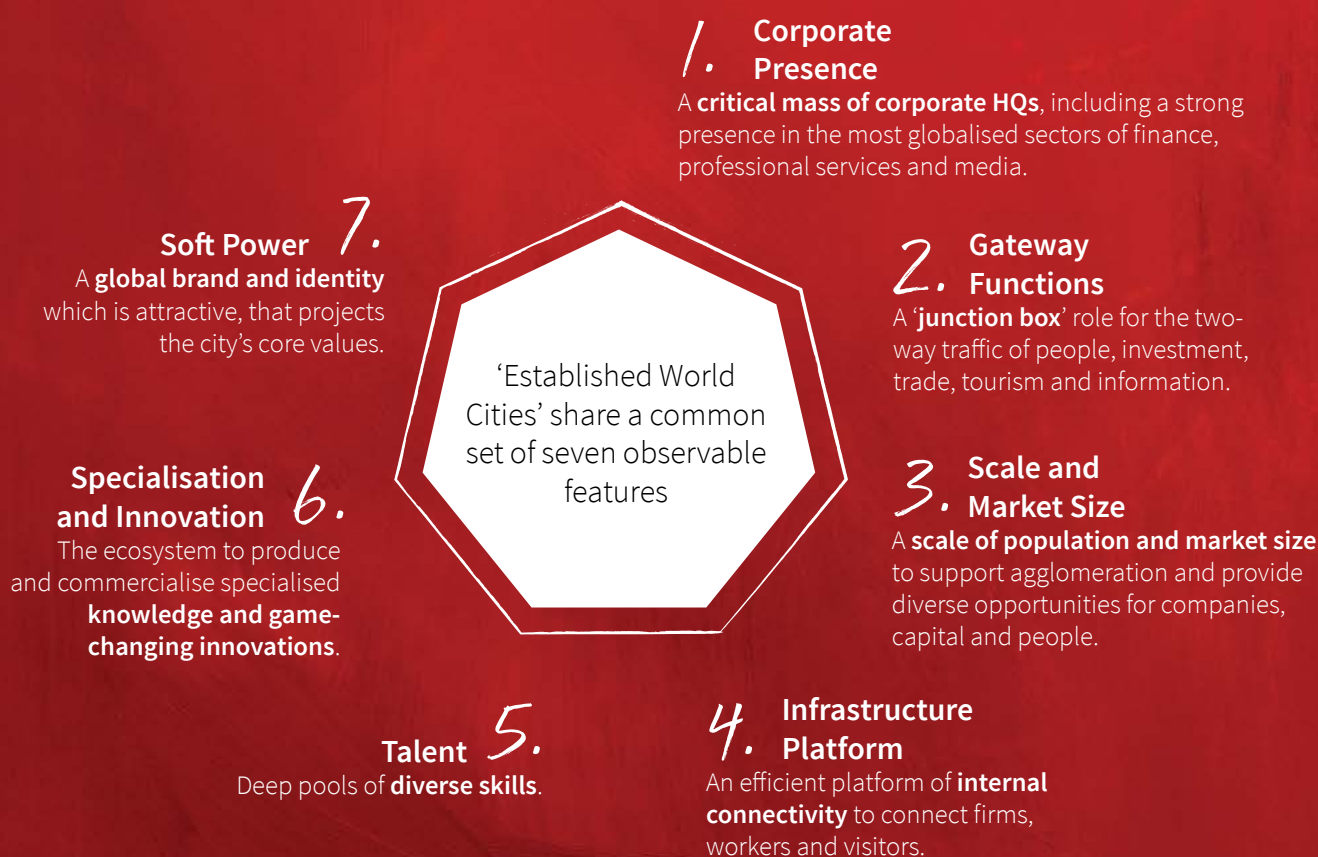 1. Corporate
Presence
A critical mass of corporate HQs, including a strong
presence in the most globalised sectors of finance,
professional services and media.
2. Gateway
Functions
A ‘junction box’ role for the two-
way traffic of people, investment,
trade, tourism and information.
3. Scale and
Market Size
A scale of population and market size
to support agglomeration and provide
diverse opportunities for companies,
capital and people.
4. Infrastructure
Platform
An efficient platform of internal
connectivity to connect firms,
workers and visitors.
Talent 5.
Deep pools of diverse skills.
Specialisation
and Innovation 6.
The ecosystem to produce
and commercialise specialised
knowledge and game-
changing innovations.
Soft Power 7.
A global brand and identity
which is attractive, that projects
the city’s core values.
‘Established World
Cities’ share a common
set of seven observable
features